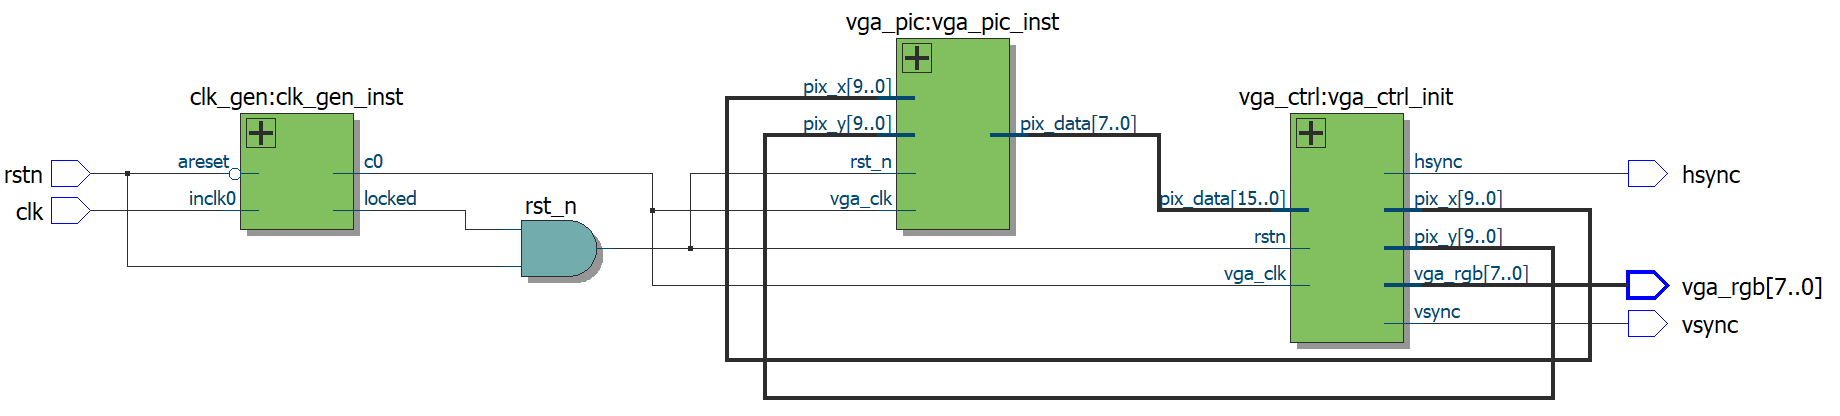 vga_pic:vga_pic_inst
pix_x[9..0]
pix_y[9..0]
pix_data[7..0]
rst_n
vga_clk
clk_gen:clk_gen_inst
rstn
clk
areset
c0
inclk0
locked
rst_n
vga_ctrl:vga_ctrl_init
hsync
pix_data[15..0]
pix_x[9..0]
rstn
pix_y[9..0]
vga_clk
vga_rgb[7..0]
vsync
hsync
vga_rgb[7..0]
vsync